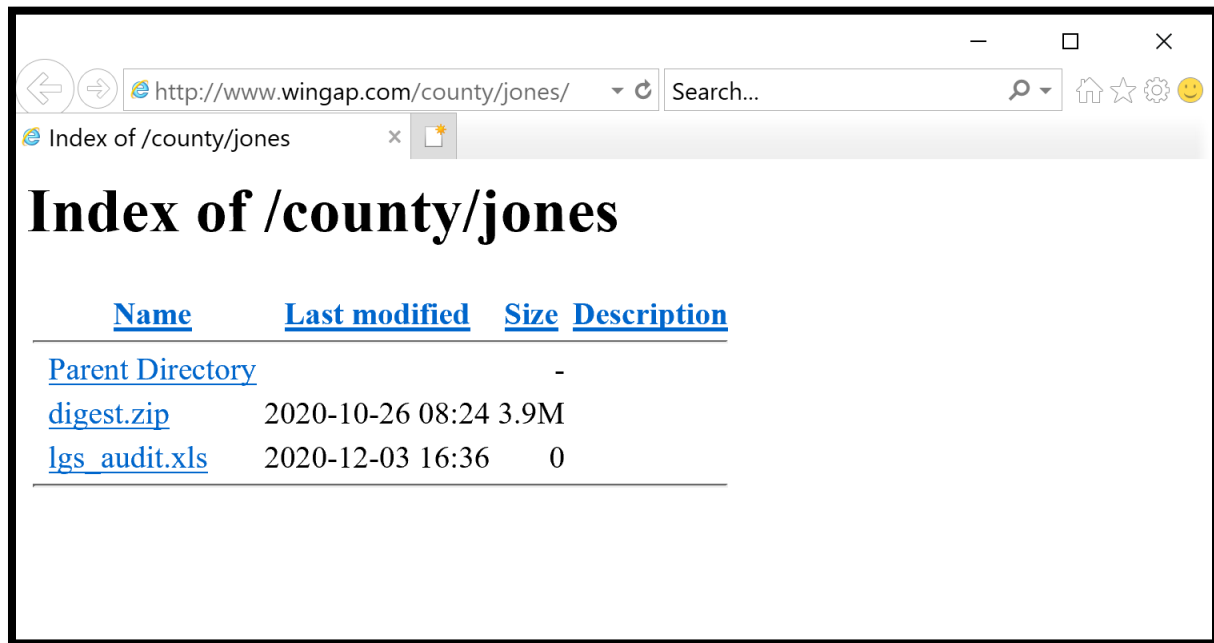 http://www.wingap.com/county/jones/ Search...
Index of /county/jones
Index of /county/jones
Name Last modified Size Description
Parent Directory -
digest.zip 2020-10-26 08:24 3.9M
lgs_audit.xls 2020-12-03 16:36 0